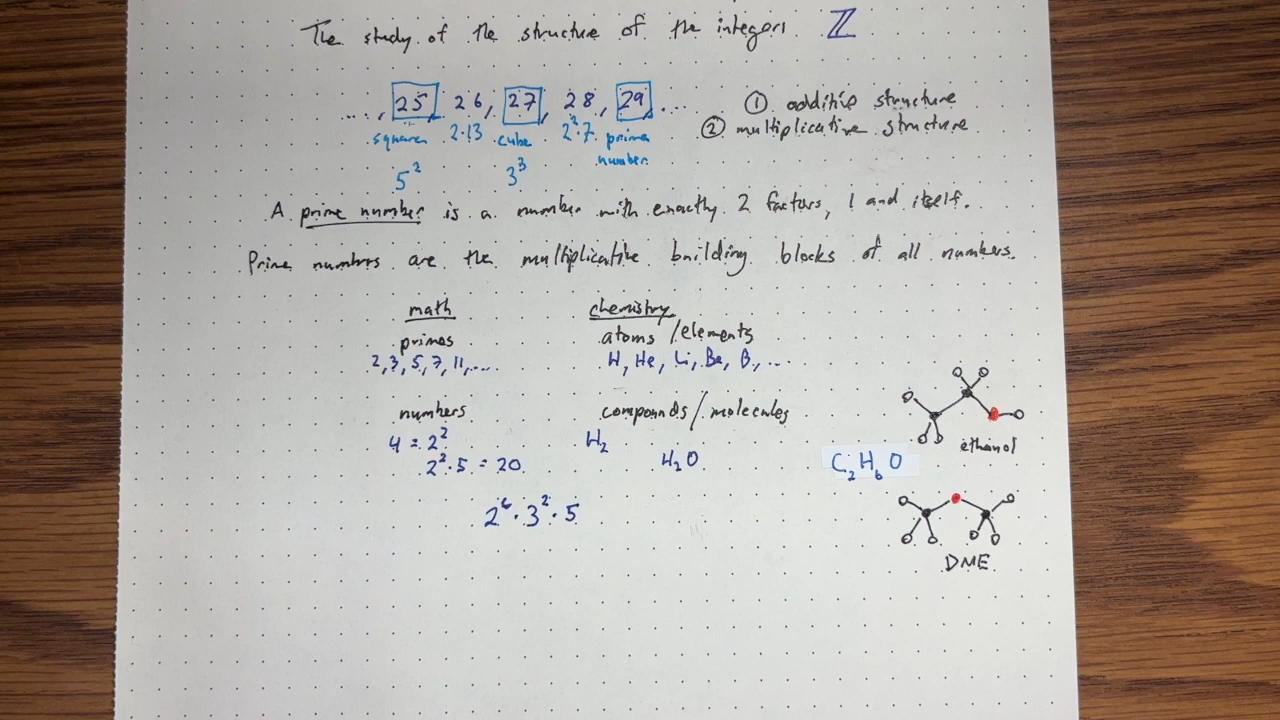 The study of the structure of the integers ℤ
..., 25, 26, 27, 28, 29, ...
square 2·13 cube 2²·7 prime number
5² 3³
① additive structure
② multiplicative structure
A prime number is a number with exactly 2 factors, 1 and itself.
Prime numbers are the multiplicative building blocks of all numbers.
math chemistry
primes atoms/elements
2, 3, 5, 7, 11, ... H, He, Li, Be, B, ...
numbers compounds/molecules
4 = 2² H₂
2²·5 = 20 H₂O
2⁶·3²·5
ethanol
C₂H₆O
DME